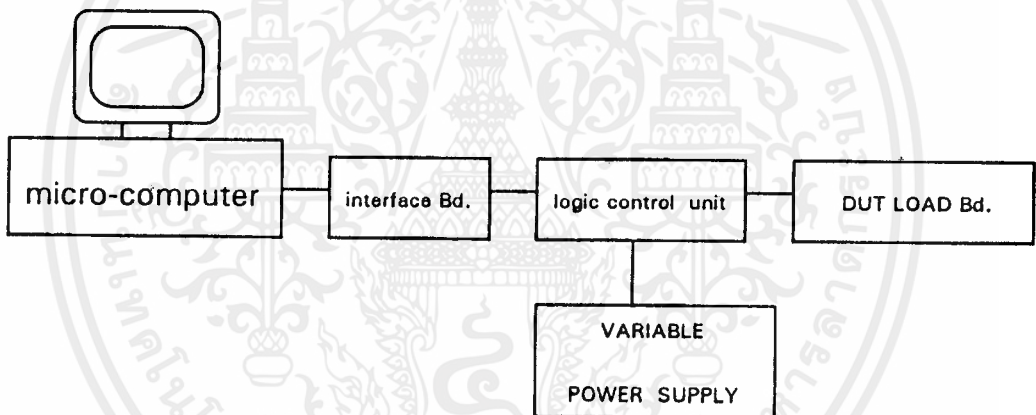 micro-computer
interface Bd.
logic control unit
DUT LOAD Bd.
VARIABLE
POWER SUPPLY